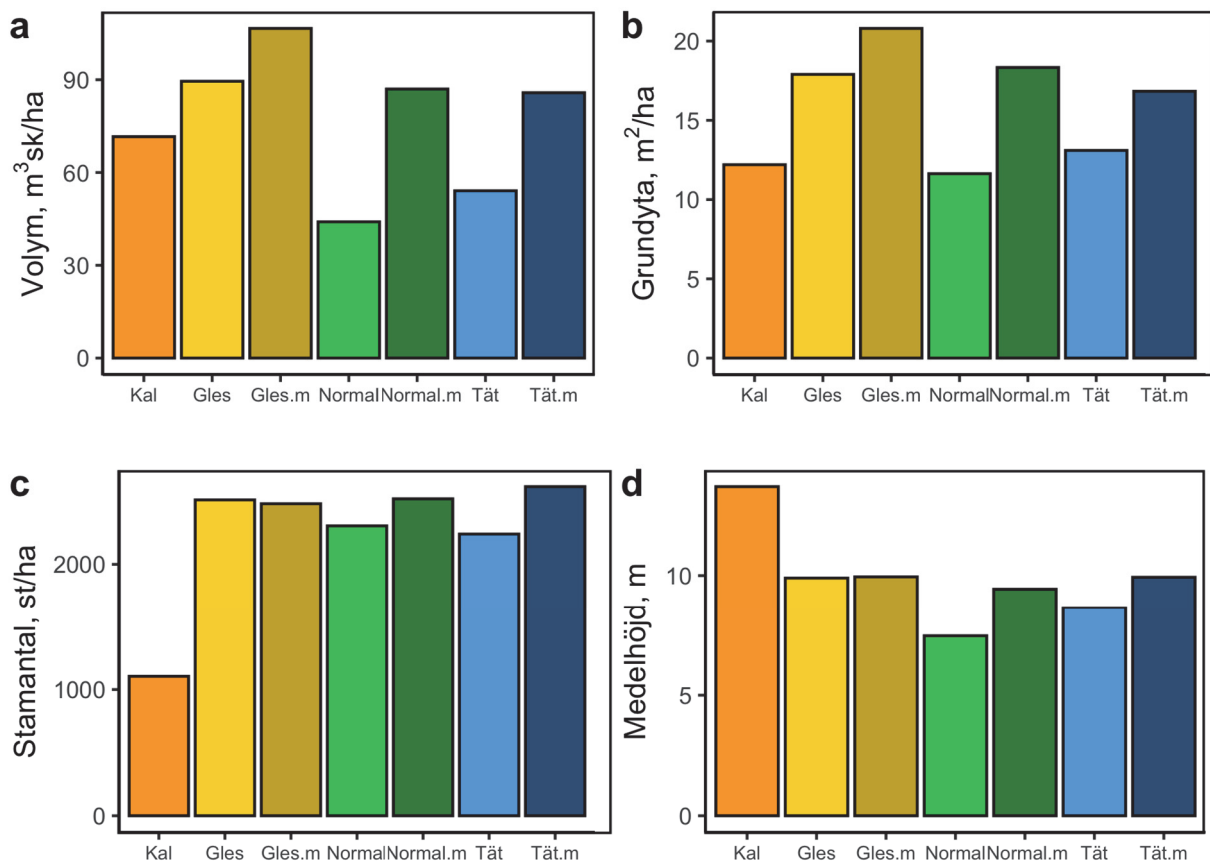 a
Volym, m³sk/ha
90
60
30
0
Kal Gles Gles.m Normal Normal.m Tät Tät.m
b
Grundyta, m²/ha
20
15
10
5
0
Kal Gles Gles.m Normal Normal.m Tät Tät.m
c
Stamantal, st/ha
2000
1000
0
Kal Gles Gles.m Normal Normal.m Tät Tät.m
d
Medelhöjd, m
10
5
0
Kal Gles Gles.m Normal Normal.m Tät Tät.m